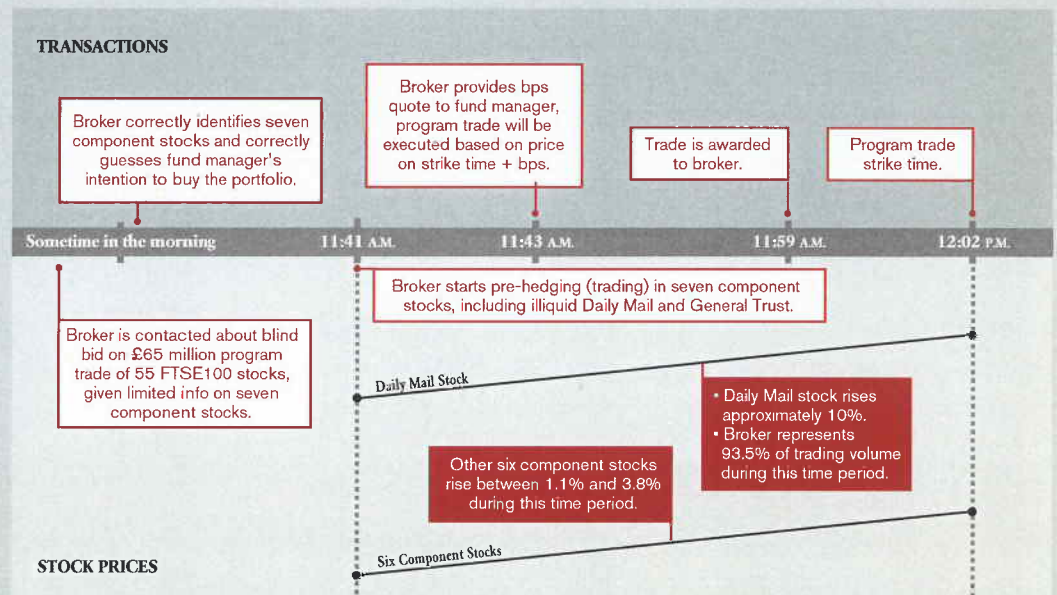 TRANSACTIONS
Broker correctly identifies seven
component stocks and correctly
guesses fund manager's
intention to buy the portfolio.
Broker provides bps
quote to fund manager,
program trade will be
executed based on price
on strike time + bps.
Trade is awarded
to broker.
Program trade
strike time.
Sometime in the morning
11:41 A.M.
11:43 A.M.
11:59 A.M.
12:02 P.M.
Broker starts pre-hedging (trading) in seven component
stocks, including illiquid Daily Mail and General Trust.
Broker is contacted about blind
bid on £65 million program
trade of 55 FTSE100 stocks,
given limited info on seven
component stocks.
Daily Mail Stock
• Daily Mail stock rises
approximately 10%.
• Broker represents
93.5% of trading volume
during this time period.
Other six component stocks
rise between 1.1% and 3.8%
during this time period.
Six Component Stocks
STOCK PRICES